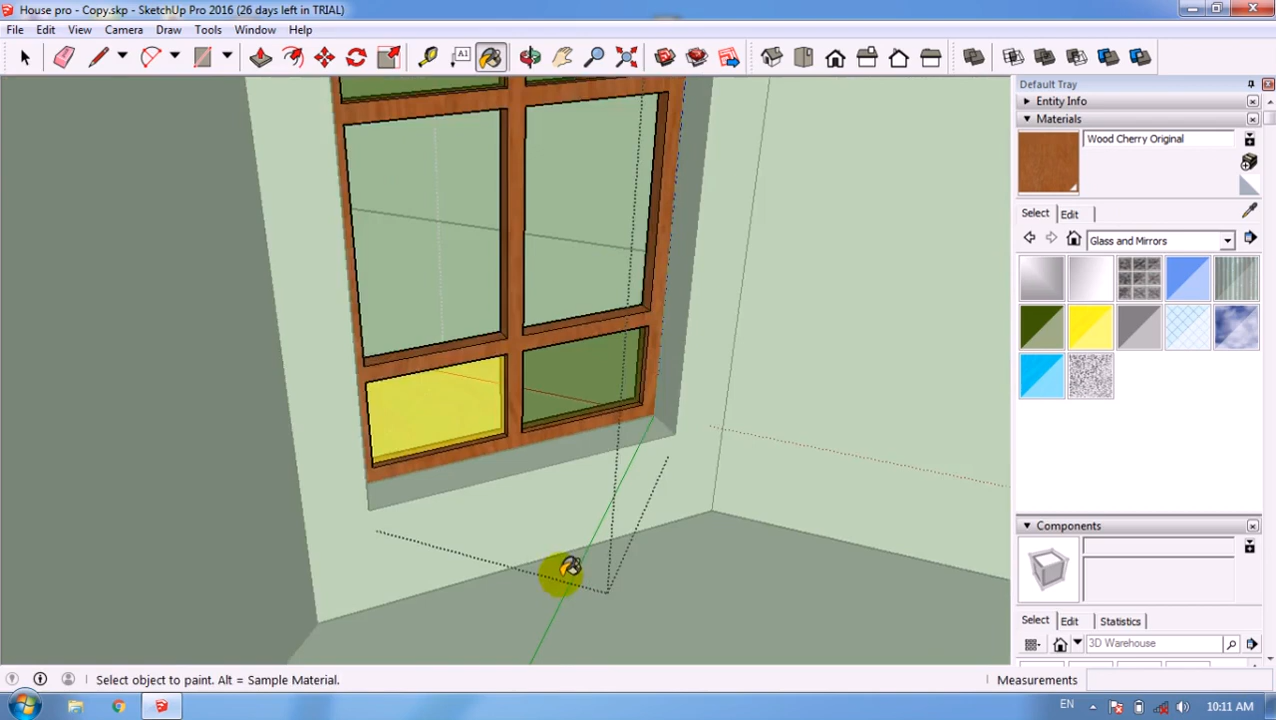 House pro - Copy.skp - SketchUp Pro 2016 (26 days left in TRIAL)
File Edit View Camera Draw Tools Window Help
A1
Default Tray
Entity Info
Materials
Wood Cherry Original
Select Edit
Glass and Mirrors
Components
Select Edit Statistics
3D Warehouse
Select object to paint. Alt = Sample Material.
Measurements
EN
10:11 AM